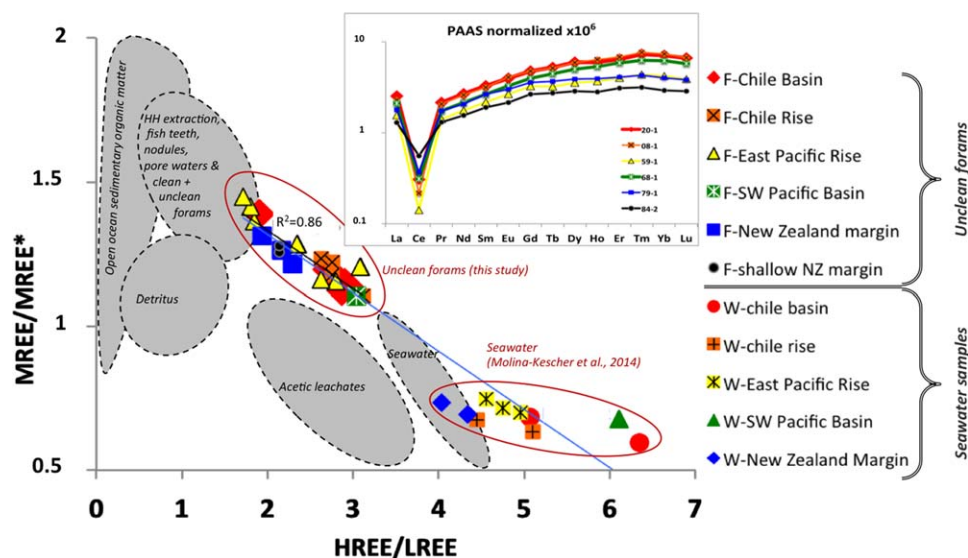 PAAS normalized x10⁶
10
1
0.1
La Ce Pr Nd Sm Eu Gd Tb Dy Ho Er Tm Yb Lu
20-1
08-1
59-1
68-1
79-1
84-2
MREE/MREE*
2
1.5
1
0.5
0 1 2 3 4 5 6 7
HREE/LREE
Open ocean sedimentary organic matter
HH extraction,
fish teeth,
nodules,
pore waters &
clean +
unclean
forams
Detritus
R²=0.86
Unclean forams (this study)
Acetic leachates
Seawater
Seawater
(Molina-Kescher et al., 2014)
F-Chile Basin
F-Chile Rise
F-East Pacific Rise
F-SW Pacific Basin
F-New Zealand margin
F-shallow NZ margin
Unclean forams
W-chile basin
W-chile rise
W-East Pacific Rise
W-SW Pacific Basin
W-New Zealand Margin
Seawater samples